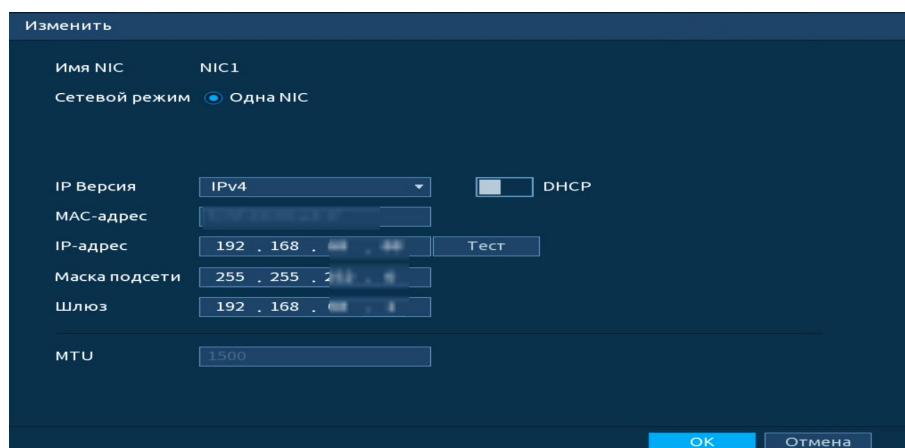 Изменить
Имя NIC NIC1
Сетевой режим Одна NIC
IP Версия IPv4 DHCP
MAC-адрес
IP-адрес 192 . 168 . . Тест
Маска подсети 255 . 255 . .
Шлюз 192 . 168 . .
MTU 1500
OK Отмена